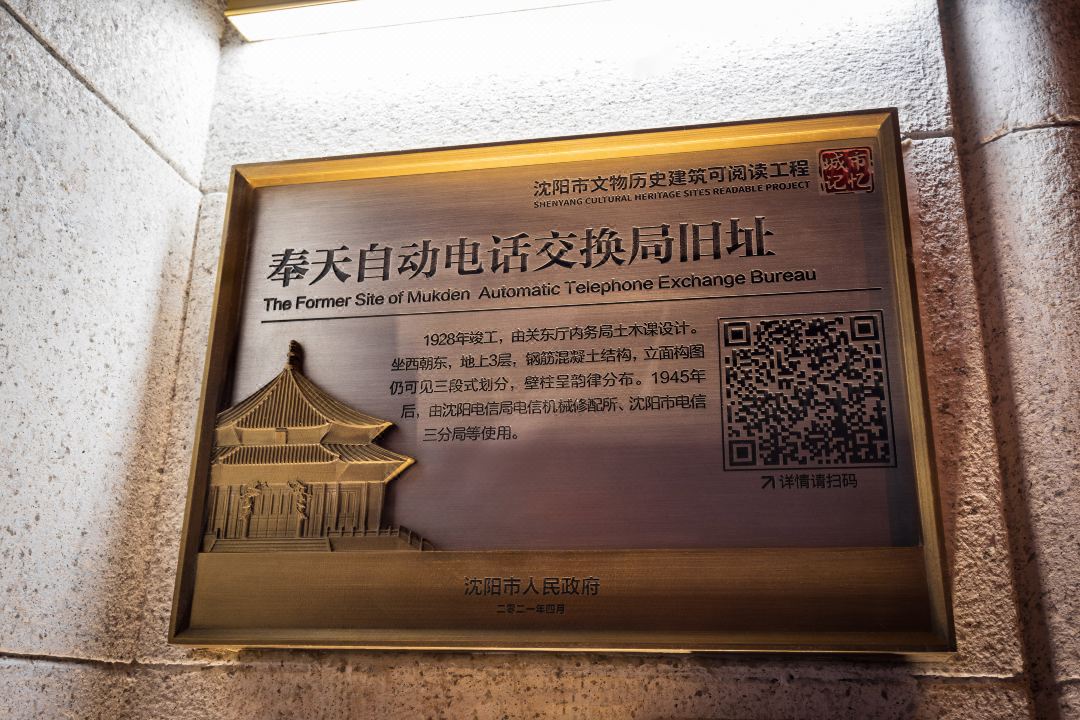 沈阳市文物历史建筑可阅读工程
SHENYANG CULTURAL HERITAGE SITES READABLE PROJECT
城市记忆
奉天自动电话交换局旧址
The Former Site of Mukden Automatic Telephone Exchange Bureau
1928年竣工，由关东厅内务局土木课设计。
坐西朝东，地上3层，钢筋混凝土结构，立面构图
仍可见三段式划分，壁柱呈韵律分布。1945年
后，由沈阳电信局电信机械修配所、沈阳市电信
三分局等使用。
详情请扫码
沈阳市人民政府
二零二一年四月